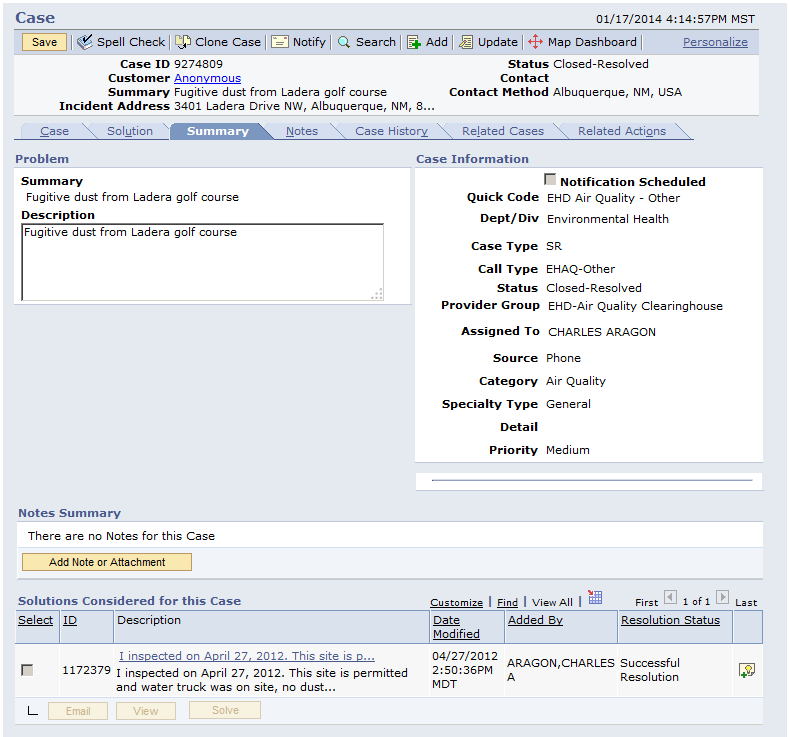 Case 01/17/2014 4:14:57PM MST
Save Spell Check Clone Case Notify Search Add Update Map Dashboard Personalize
Case ID 9274809 Status Closed-Resolved
Customer Anonymous Contact
Summary Fugitive dust from Ladera golf course Contact Method Albuquerque, NM, USA
Incident Address 3401 Ladera Drive NW, Albuquerque, NM, 8...
Case Solution Summary Notes Case History Related Cases Related Actions
Problem
Summary
Fugitive dust from Ladera golf course
Description
Fugitive dust from Ladera golf course
Case Information
Notification Scheduled
Quick Code EHD Air Quality - Other
Dept/Div Environmental Health
Case Type SR
Call Type EHAQ-Other
Status Closed-Resolved
Provider Group EHD-Air Quality Clearinghouse
Assigned To CHARLES ARAGON
Source Phone
Category Air Quality
Specialty Type General
Detail
Priority Medium
Notes Summary
There are no Notes for this Case
Add Note or Attachment
Solutions Considered for this Case Customize | Find | View All | First 1 of 1 Last
Select ID Description Date Modified Added By Resolution Status
1172379
I inspected on April 27, 2012. This site is p...
I inspected on April 27, 2012. This site is permitted
and water truck was on site, no dust...
04/27/2012
2:50:36PM
MDT
ARAGON,CHARLES
A
Successful
Resolution
Email View Solve